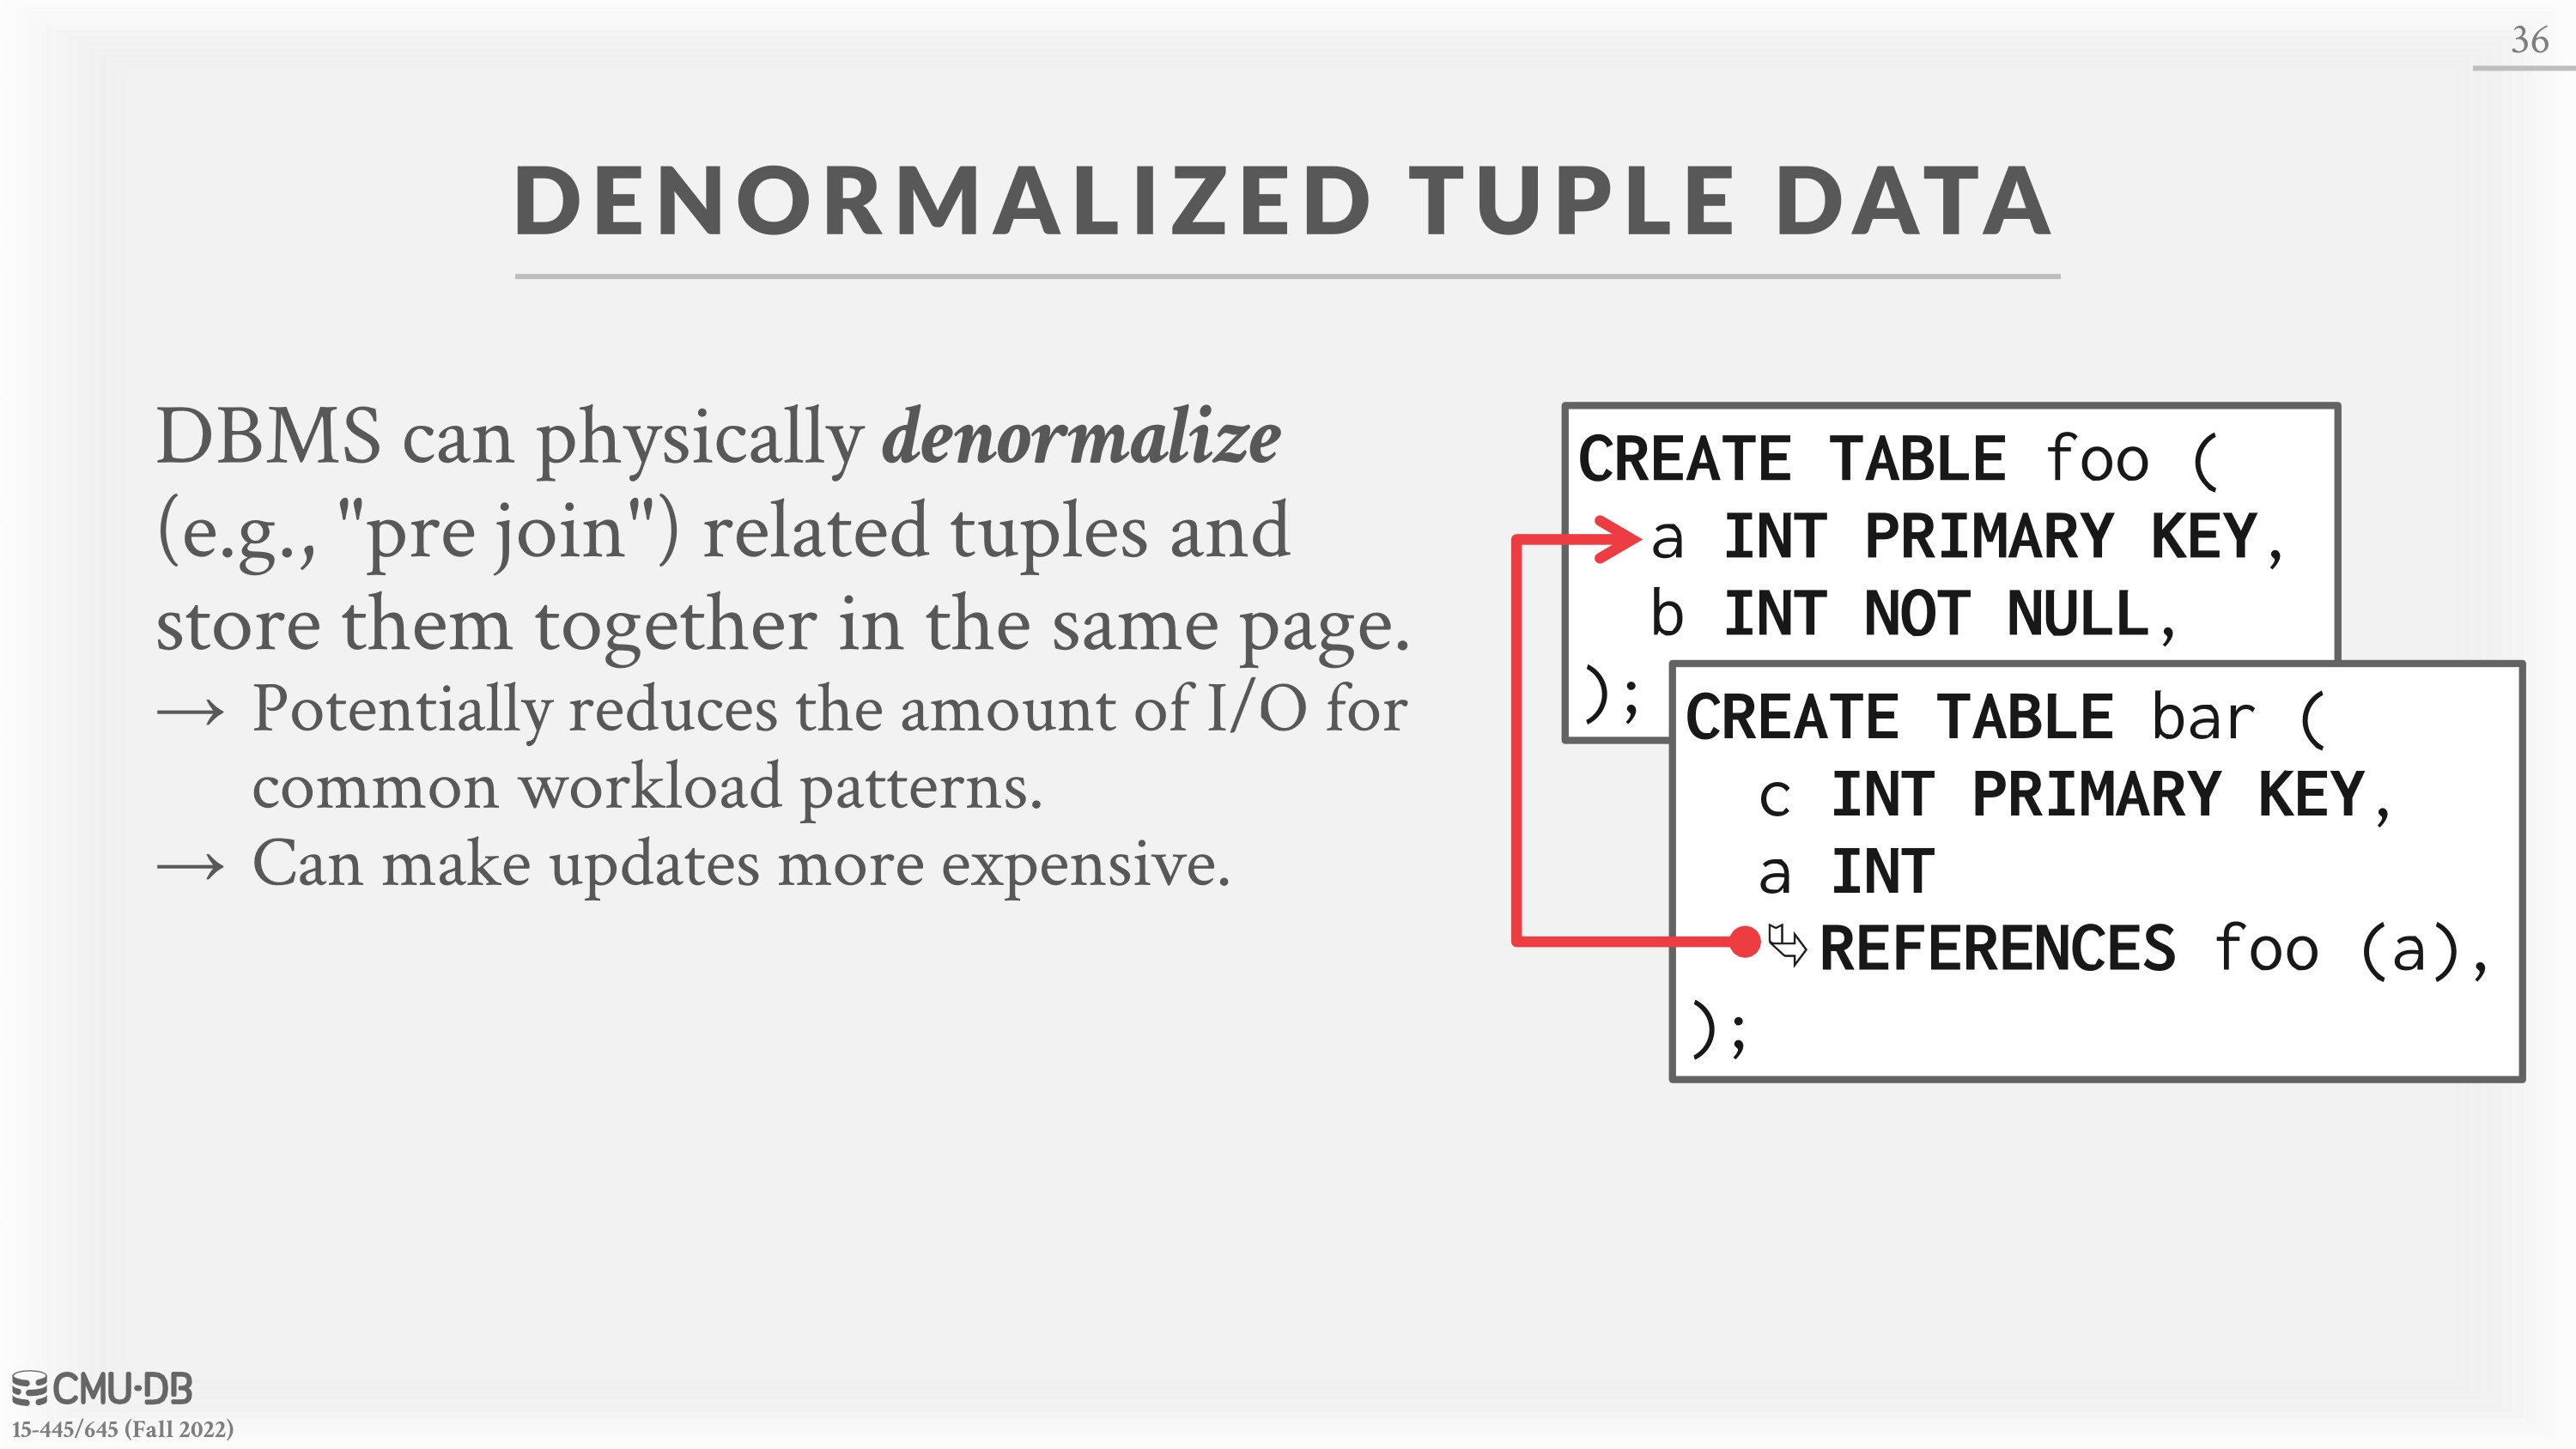 36
DENORMALIZED TUPLE DATA
DBMS can physically denormalize
(e.g., "pre join") related tuples and
store them together in the same page.
→ Potentially reduces the amount of I/O for
common workload patterns.
→ Can make updates more expensive.
CREATE TABLE foo (
a INT PRIMARY KEY,
b INT NOT NULL,
);
CREATE TABLE bar (
c INT PRIMARY KEY,
a INT
⮱REFERENCES foo (a),
);
CMU·DB
15-445/645 (Fall 2022)